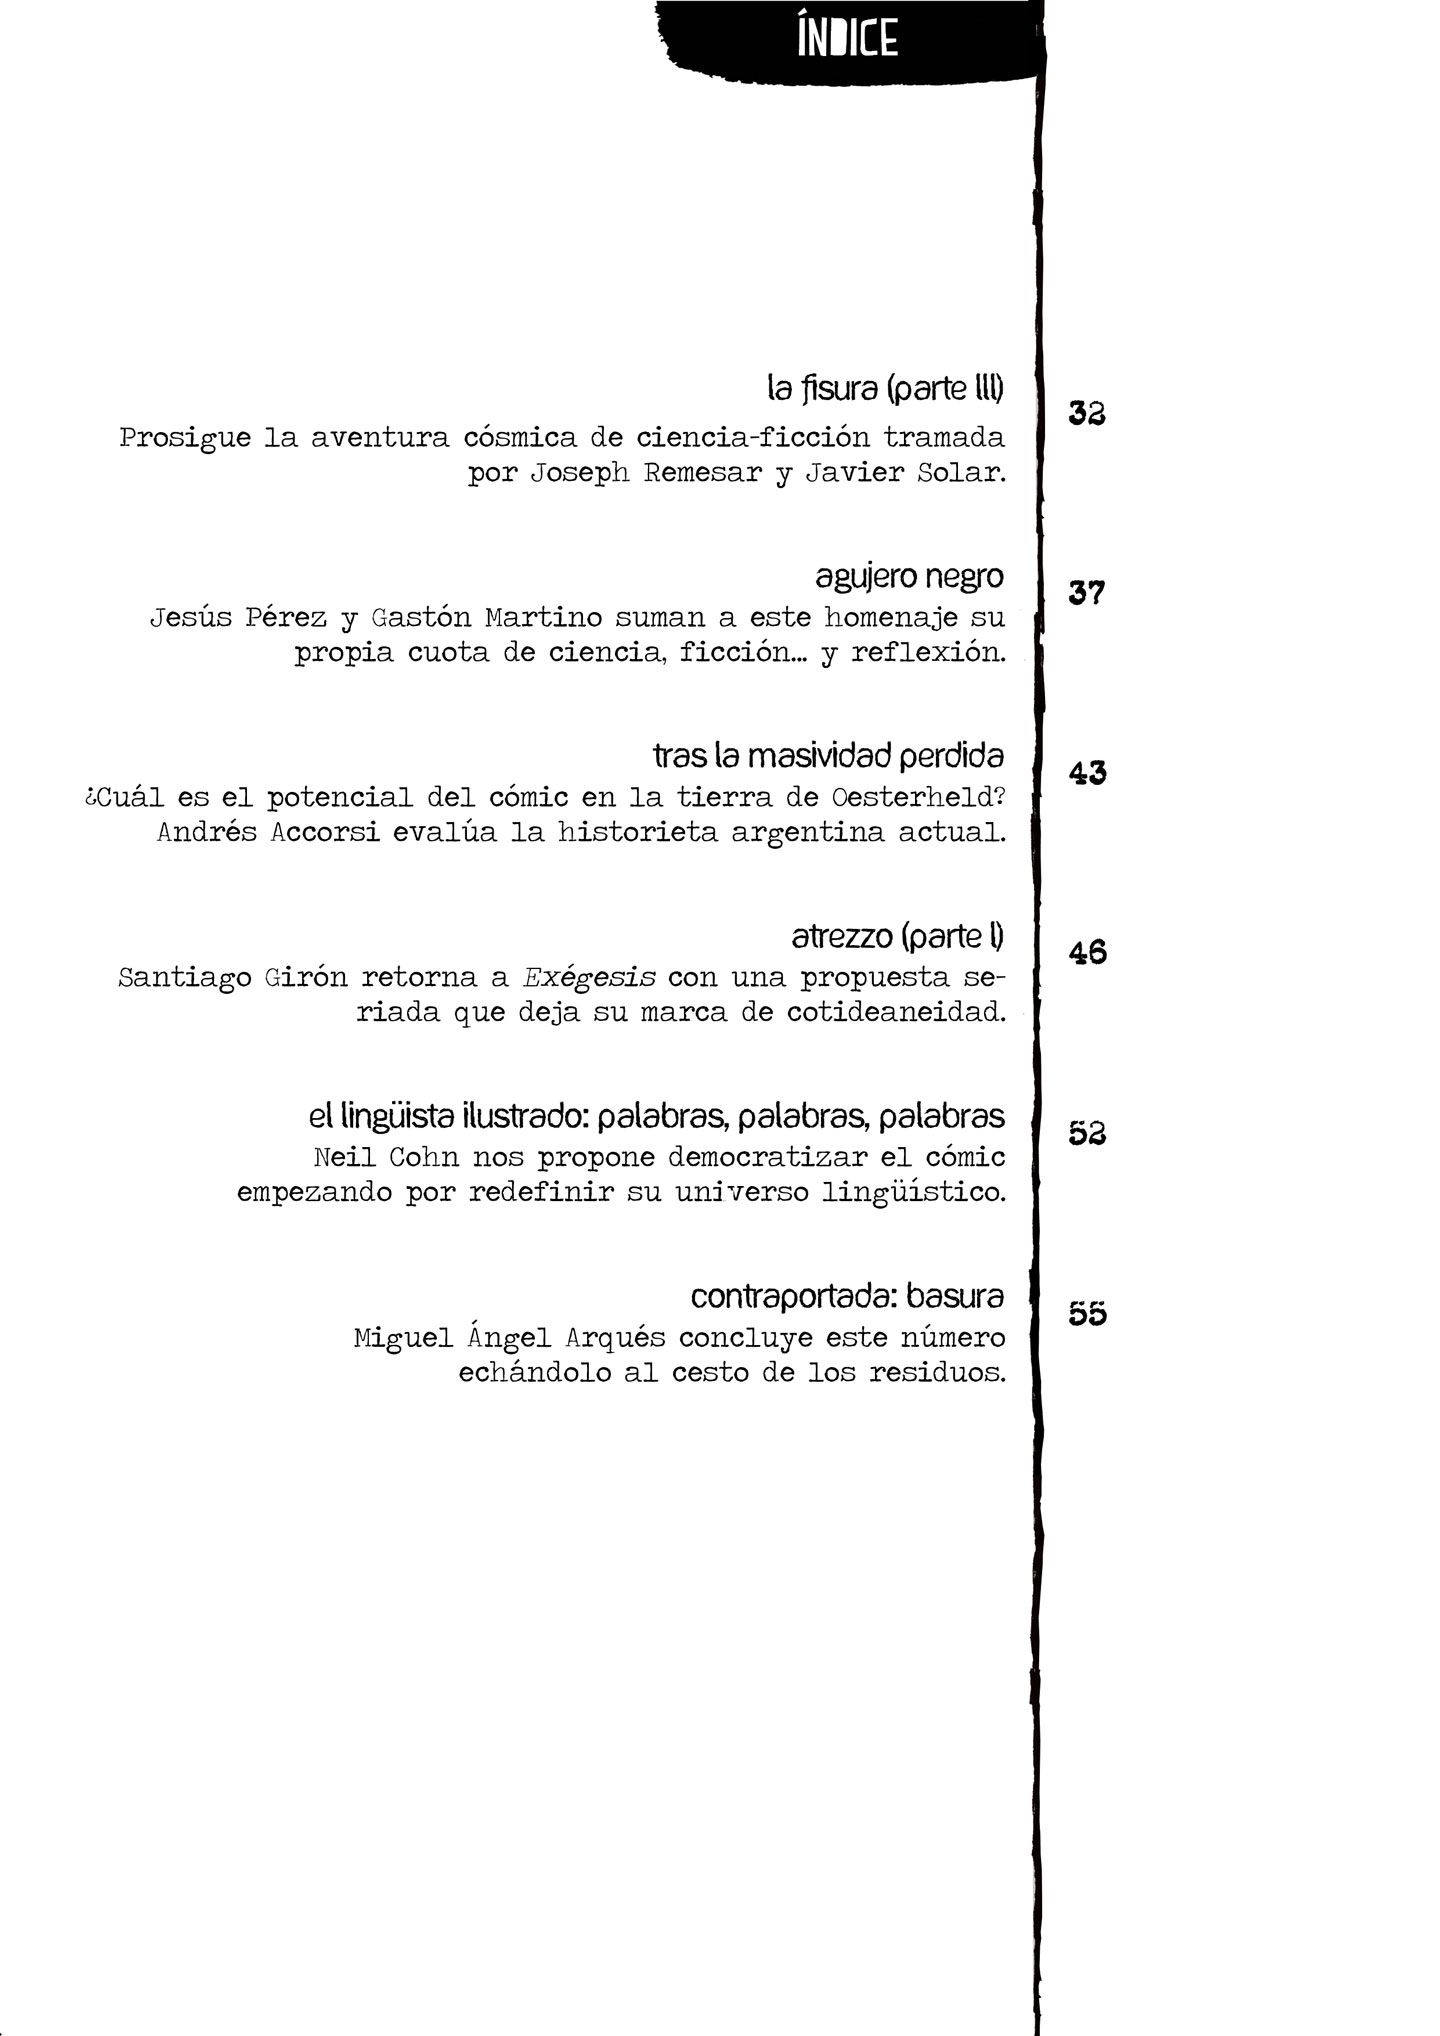 ÍNDICE
la fisura (parte III)
32
Prosigue la aventura cósmica de ciencia-ficción tramada
por Joseph Remesar y Javier Solar.
agujero negro
37
Jesús Pérez y Gastón Martino suman a este homenaje su
propia cuota de ciencia, ficción... y reflexión.
tras la masividad perdida
43
¿Cuál es el potencial del cómic en la tierra de Oesterheld?
Andrés Accorsi evalúa la historieta argentina actual.
atrezzo (parte I)
46
Santiago Girón retorna a Exégesis con una propuesta se-
riada que deja su marca de cotideaneidad.
el lingüista ilustrado: palabras, palabras, palabras
52
Neil Cohn nos propone democratizar el cómic
empezando por redefinir su universo lingüístico.
contraportada: basura
55
Miguel Ángel Arqués concluye este número
echándolo al cesto de los residuos.